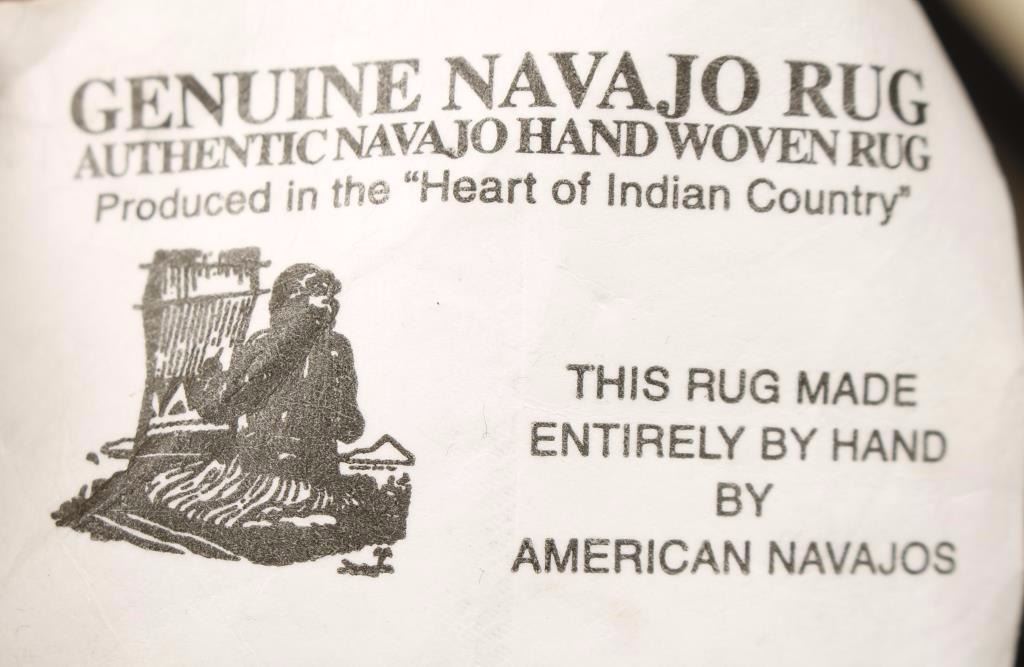 GENUINE NAVAJO RUG
AUTHENTIC NAVAJO HAND WOVEN RUG
Produced in the "Heart of Indian Country"
THIS RUG MADE
ENTIRELY BY HAND
BY
AMERICAN NAVAJOS